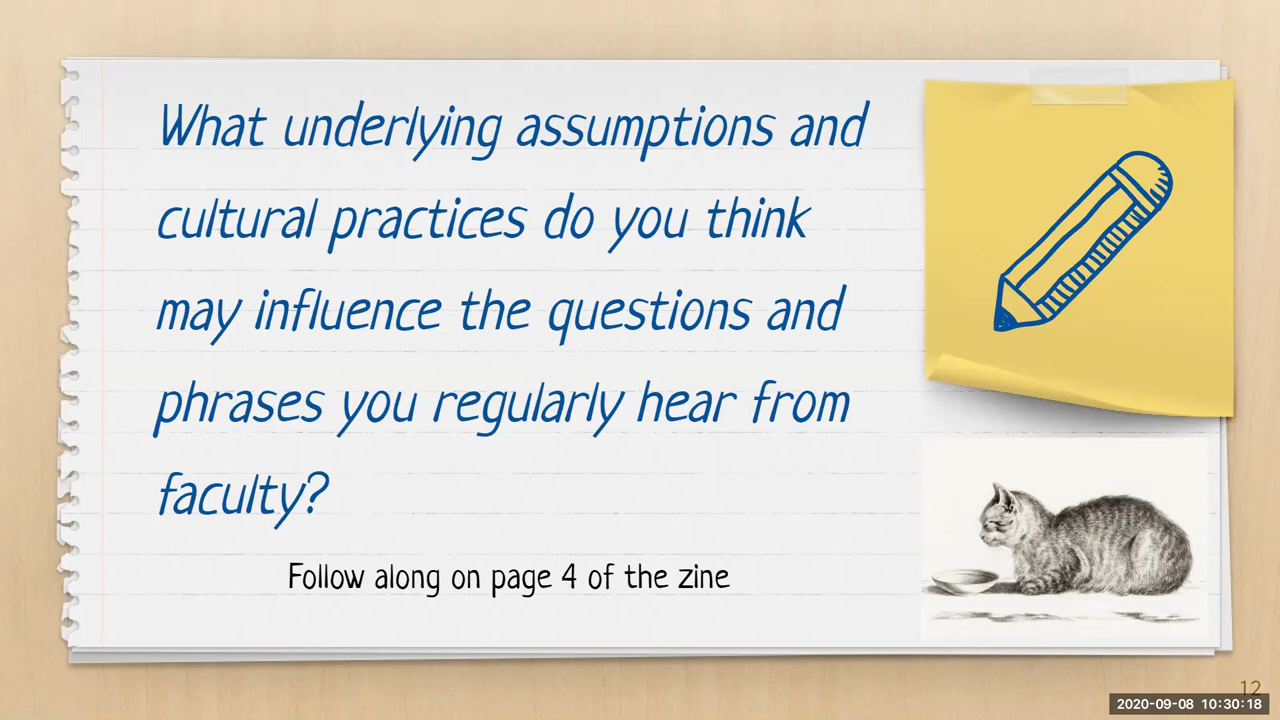 What underlying assumptions and
cultural practices do you think
may influence the questions and
phrases you regularly hear from
faculty?
Follow along on page 4 of the zine
12
2020-09-08 10:30:18